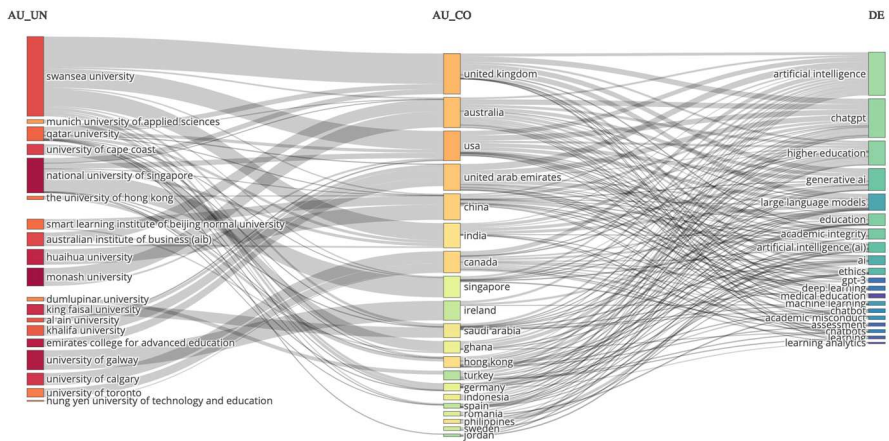 AU_UN
AU_CO
DE
swansea university
munich university of applied sciences
qatar university
university of cape coast
national university of singapore
the university of hong kong
smart learning institute of beijing normal university
australian institute of business (aib)
huaihua university
monash university
dumlupinar university
king faisal university
al ain university
khalifa university
emirates college for advanced education
university of galway
university of calgary
university of toronto
hung yen university of technology and education
united kingdom
australia
usa
united arab emirates
china
india
canada
singapore
ireland
saudi arabia
ghana
hong kong
turkey
germany
indonesia
spain
romania
philippines
sweden
jordan
artificial intelligence
chatgpt
higher education
generative ai
large language models
education
academic integrity
artificial intelligence (ai)
ai
ethics
gpt-3
deep learning
medical education
machine learning
chatbot
academic misconduct
assessment
chatbots
learning
learning analytics